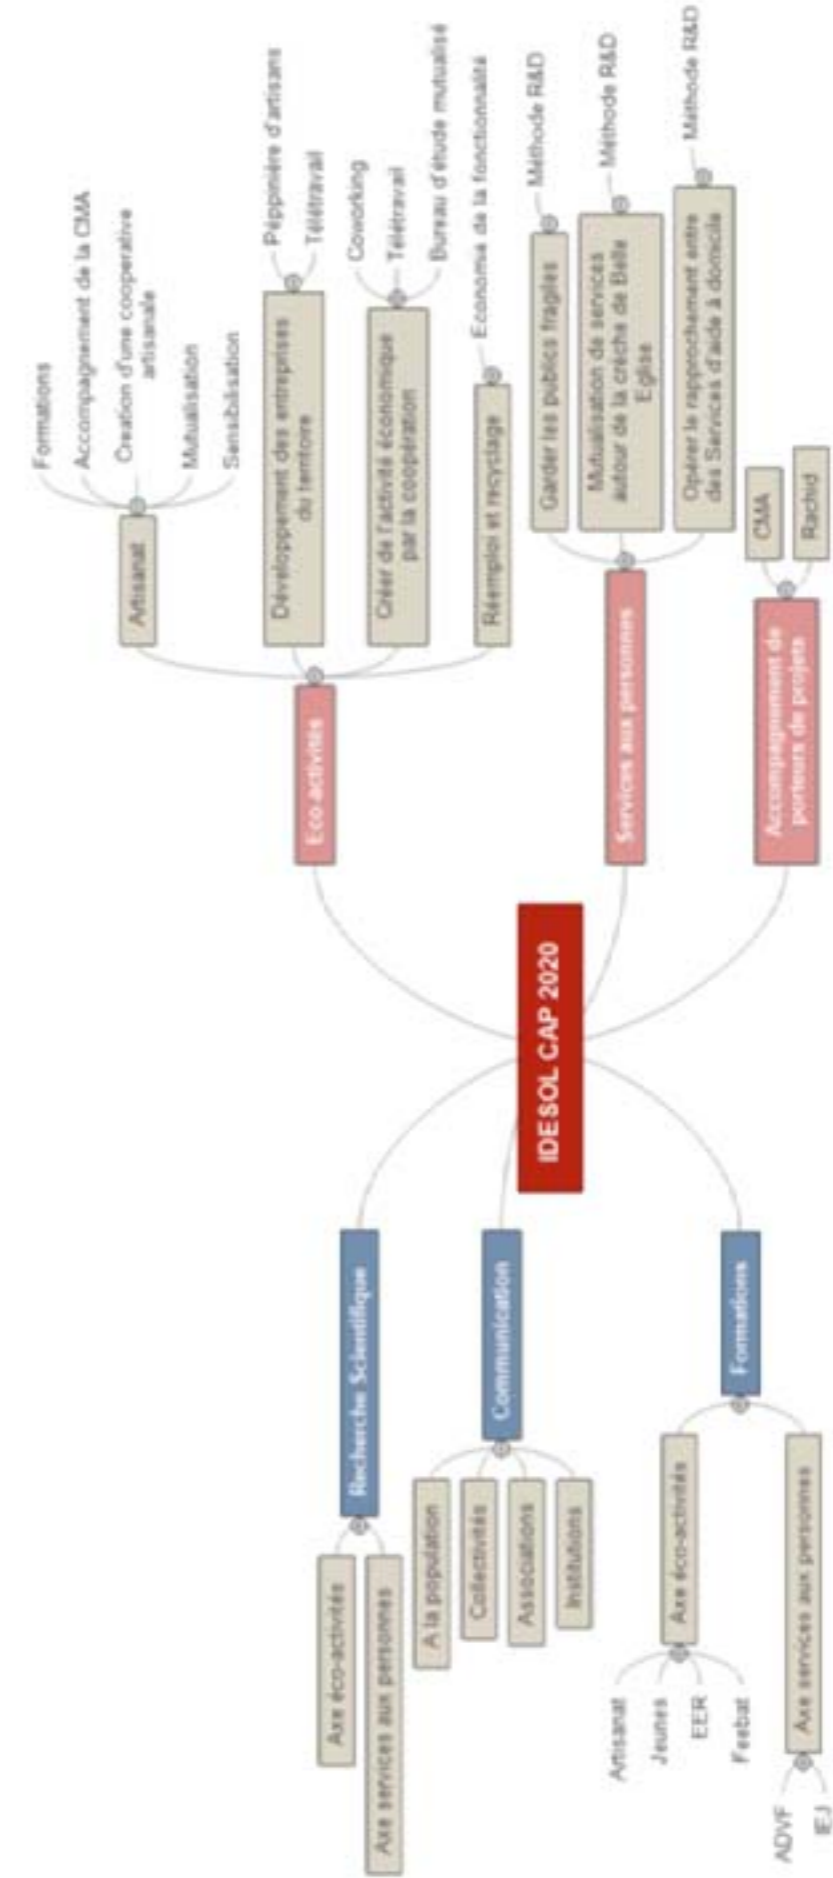 IDESOL CAP 2020
Recherche Scientifique
Axe éco-activités
Axe services aux personnes
Communication
A la population
Collectivités
Associations
Institutions
Formations
Axe éco-activités
Artisanat
Jeunes
EER
Feebat
Axe services aux personnes
ADVF
IEJ
Eco-activités
Artisanat
Formations
Accompagnement de la CMA
Creation d'une cooperative
artisanale
Mutualisation
Sensibilisation
Développement des entreprises
du territoire
Péppinière d'artisans
Télétravail
Créer de l'activité économique
par la coopération
Coworking
Télétravail
Bureau d'étude mutualisé
Réemploi et recyclage
Economia de la fonctionnalité
Services aux personnes
Garder les publics fragiles
Méthode R&D
Mutualisation de services
autour de la crèche de Belle
Eglise
Méthode R&D
Opérer le rapprochement entre
des Services d'aide à domicile
Méthode R&D
Accompagnement de
porteurs de projets
CMA
Rachid